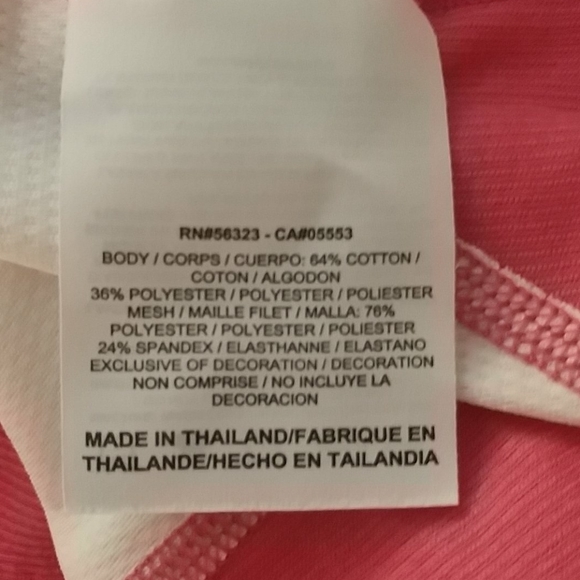 RN#56323 - CA#05553
BODY / CORPS / CUERPO: 64% COTTON /
COTON / ALGODON
36% POLYESTER / POLYESTER / POLIESTER
MESH / MAILLE FILET / MALLA: 76%
POLYESTER / POLYESTER / POLIESTER
24% SPANDEX / ELASTHANNE / ELASTANO
EXCLUSIVE OF DECORATION / DECORATION
NON COMPRISE / NO INCLUYE LA
DECORACION
MADE IN THAILAND/FABRIQUE EN
THAILANDE/HECHO EN TAILANDIA